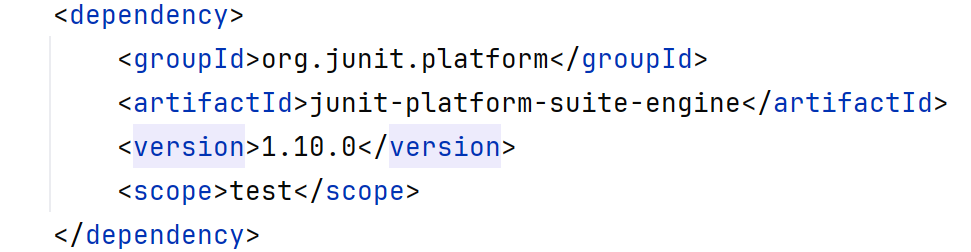 <dependency>
<groupId>org.junit.platform</groupId>
<artifactId>junit-platform-suite-engine</artifactId>
<version>1.10.0</version>
<scope>test</scope>
</dependency>